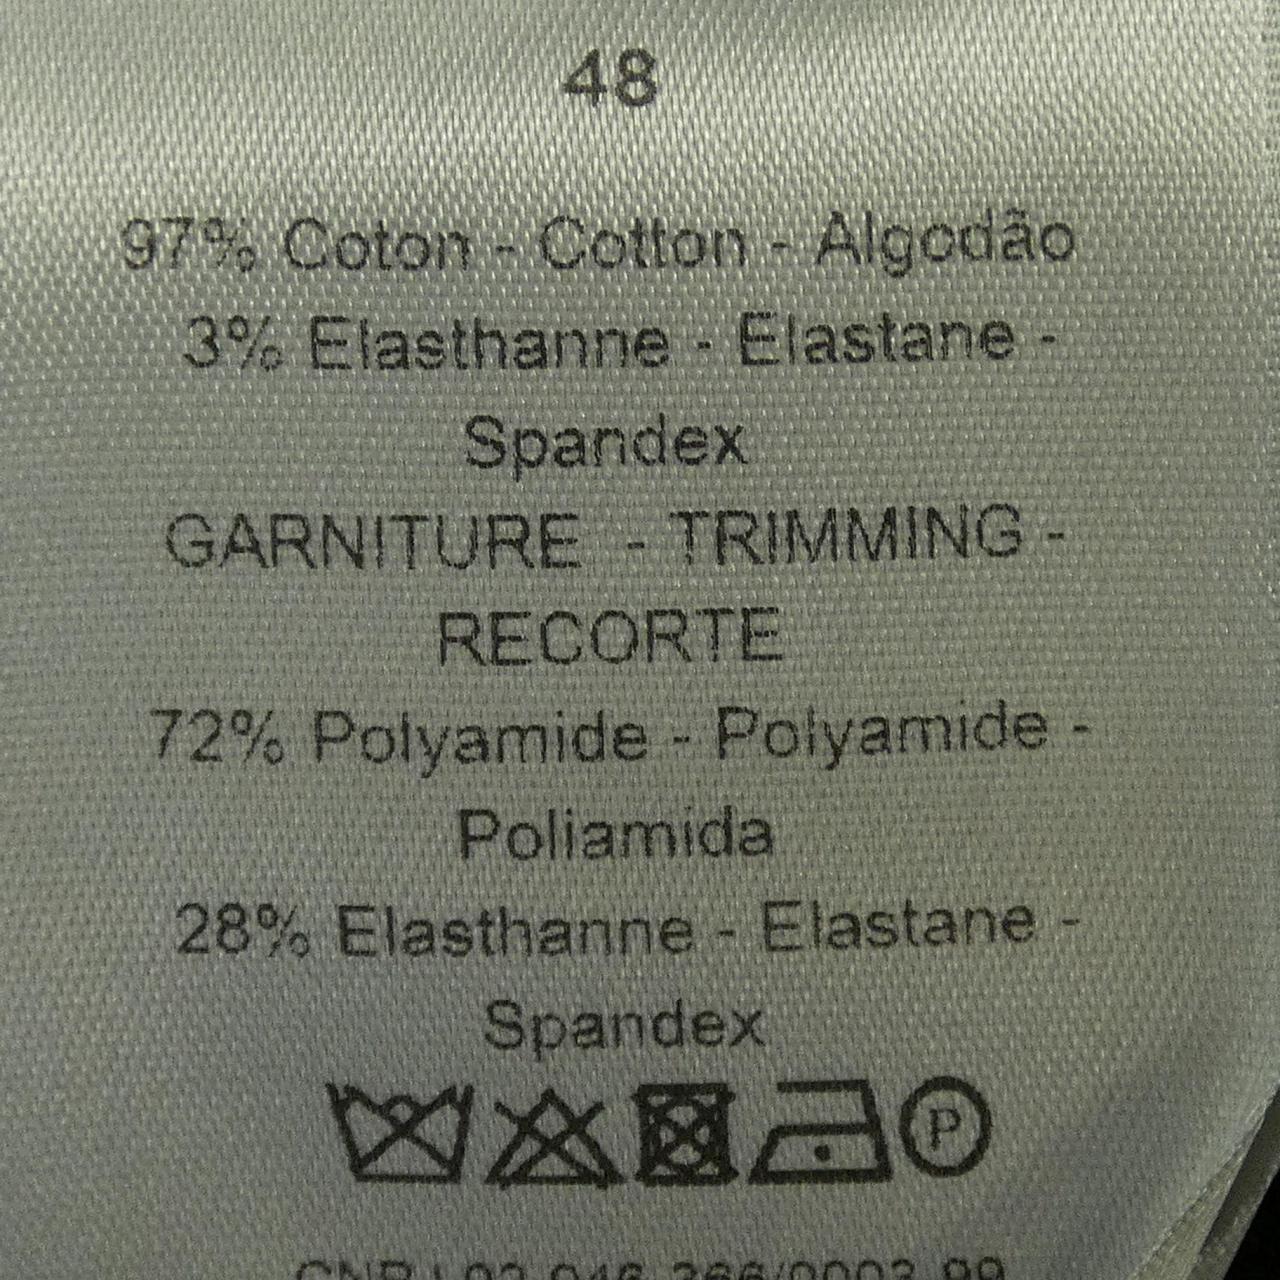 48
97% Coton - Cotton - Algodão
3% Elasthanne - Elastane -
Spandex
GARNITURE - TRIMMING -
RECORTE
72% Polyamide - Polyamide -
Poliamida
28% Elasthanne - Elastane -
Spandex
P